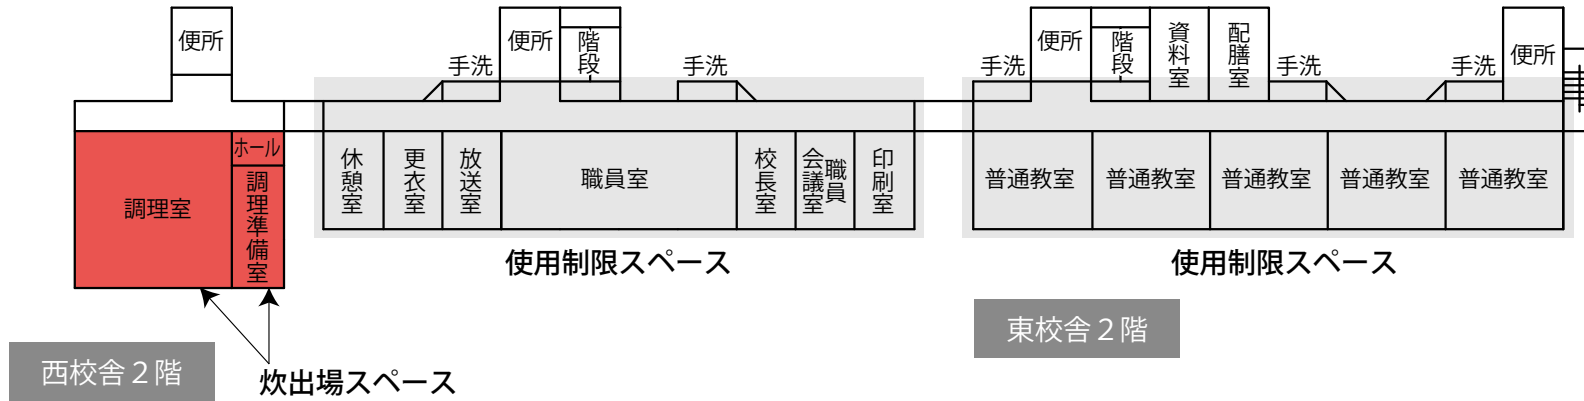 便所
便所
階段
手洗
手洗
手洗
便所
階段
資料室
配膳室
手洗
手洗
便所
調理室
ホール
調理準備室
休憩室
更衣室
放送室
職員室
校長室
職員
会議室
印刷室
普通教室
普通教室
普通教室
普通教室
普通教室
使用制限スペース
使用制限スペース
東校舎２階
西校舎２階
炊出場スペース